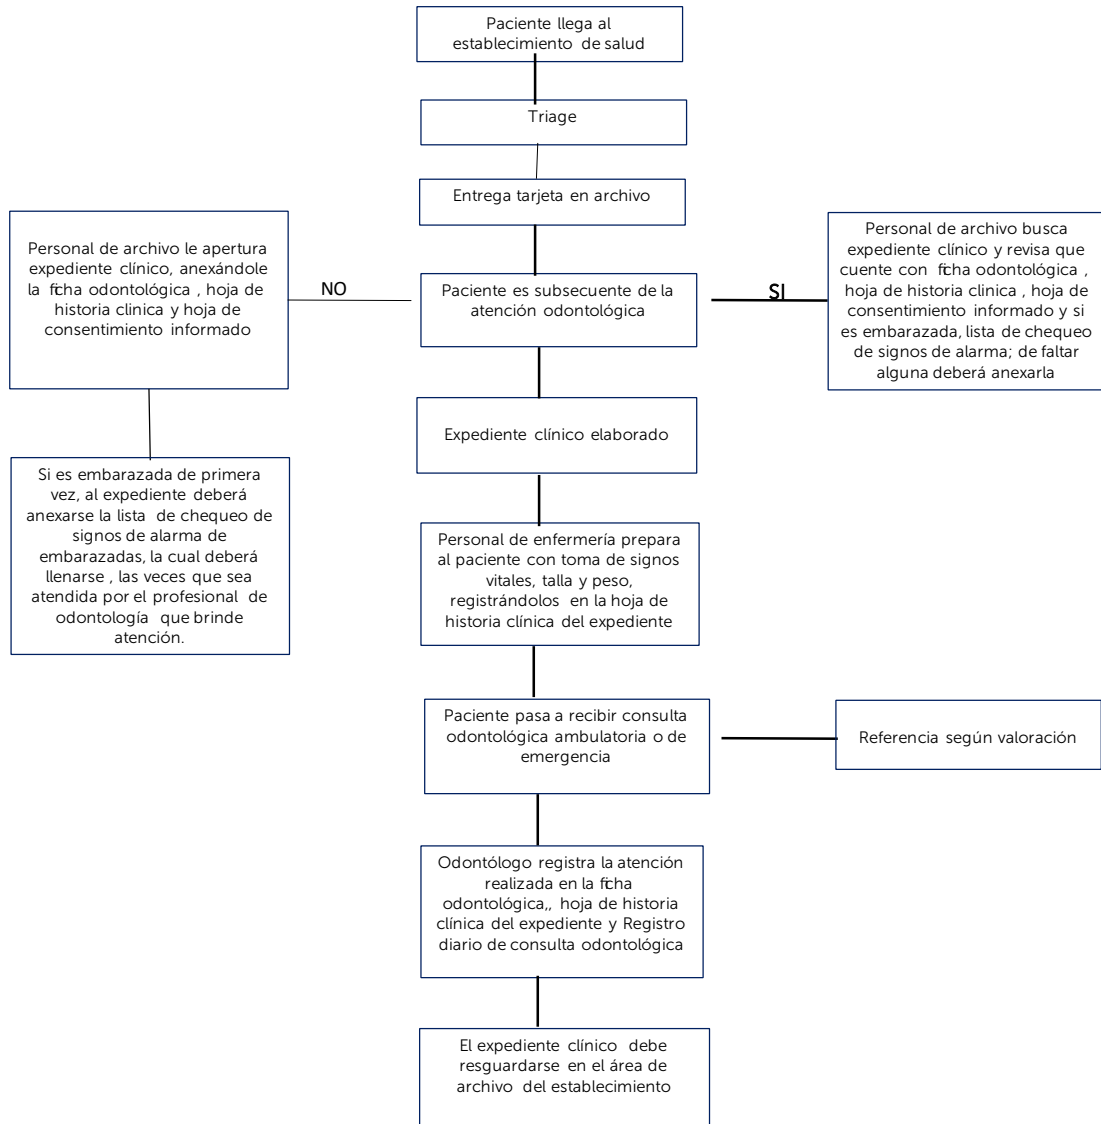 Paciente llega al
establecimiento de salud
Triage
Entrega tarjeta en archivo
Personal de archivo le apertura
expediente clínico, anexándole
la ficha odontológica , hoja de
historia clinica y hoja de
consentimiento informado
NO
Paciente es subsecuente de la
atención odontológica
SI
Personal de archivo busca
expediente clínico y revisa que
cuente con ficha odontológica ,
hoja de historia clinica , hoja de
consentimiento informado y si
es embarazada, lista de chequeo
de signos de alarma; de faltar
alguna deberá anexarla
Expediente clínico elaborado
Si es embarazada de primera
vez, al expediente deberá
anexarse la lista de chequeo de
signos de alarma de
embarazadas, la cual deberá
llenarse , las veces que sea
atendida por el profesional de
odontología que brinde
atención.
Personal de enfermería prepara
al paciente con toma de signos
vitales, talla y peso,
registrándolos en la hoja de
historia clínica del expediente
Paciente pasa a recibir consulta
odontológica ambulatoria o de
emergencia
Referencia según valoración
Odontólogo registra la atención
realizada en la ficha
odontológica,, hoja de historia
clínica del expediente y Registro
diario de consulta odontológica
El expediente clínico debe
resguardarse en el área de
archivo del establecimiento